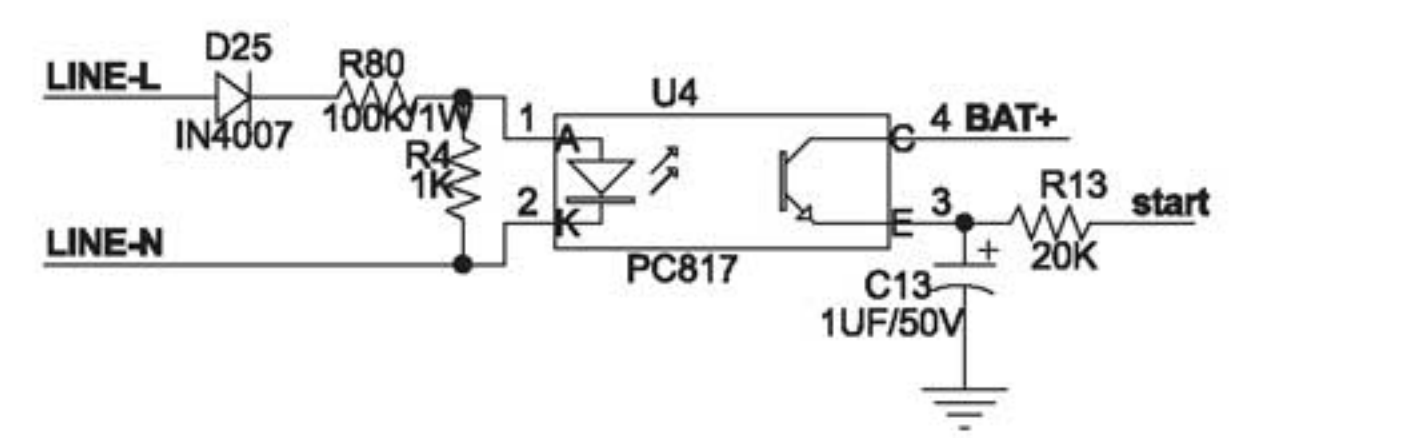 D25
LINE-L
R80
IN4007
100K/1W
U4
1
A
C
4 BAT+
R4
1K
2
K
E
3
R13
start
LINE-N
PC817
+
20K
C13
1UF/50V